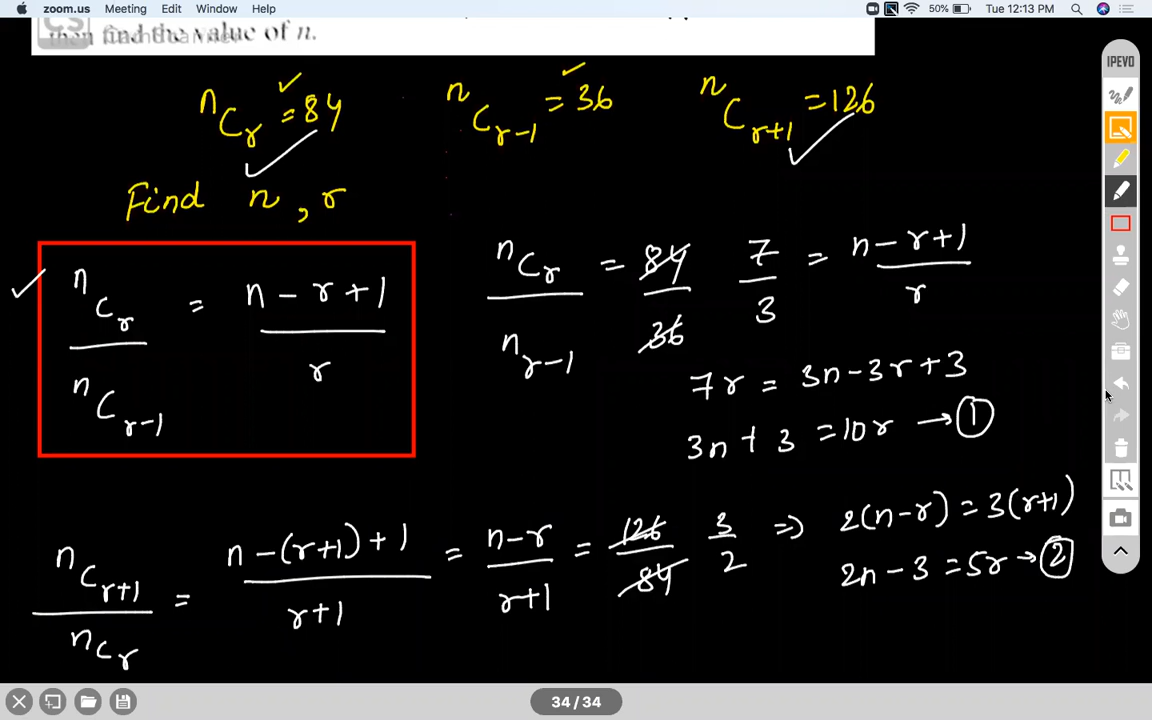 zoom.us Meeting Edit Window Help 50% Tue 12:13 PM
CS
then find the value of n.
IPEVO
ⁿCᵣ = 84 ⁿCᵣ₋₁ = 36 ⁿCᵣ₊₁ = 126
Find n, r
ⁿCᵣ / ⁿCᵣ₋₁ = (n - r + 1) / r
ⁿCᵣ / ⁿᵣ₋₁ = 84/36 7/3 = (n - r + 1) / r
7r = 3n - 3r + 3
3n + 3 = 10r → ①
ⁿCᵣ₊₁ / ⁿCᵣ = (n - (r+1) + 1) / (r+1) = (n-r) / (r+1) = 126/84 3/2 ⇒ 2(n-r) = 3(r+1)
2n - 3 = 5r → ②
34 / 34